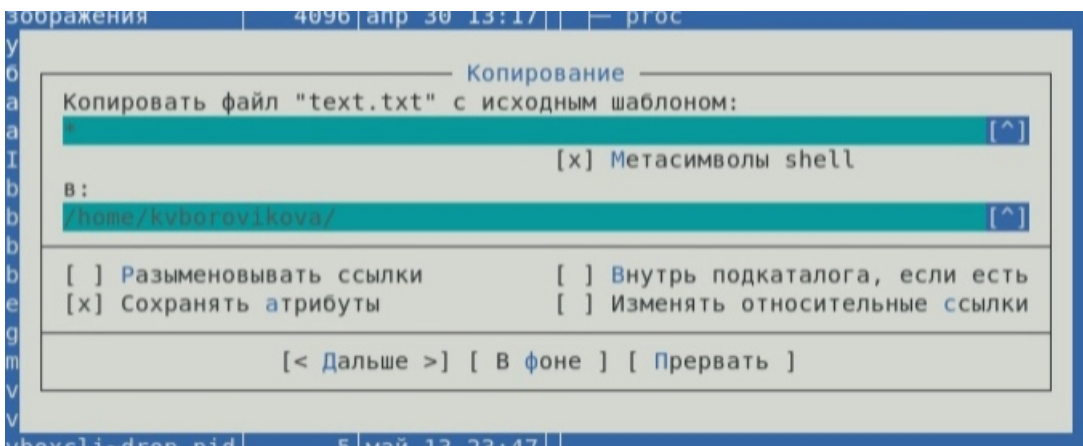 зображения 4096 апр 30 13:17 ├─ proc
у
б
а
а
I
b
b
b
b
e
g
m
v
v
Копирование
Копировать файл "text.txt" с исходным шаблоном:
* [^]
[x] Метасимволы shell
в:
/home/kvborovikova/ [^]
[ ] Разыменовывать ссылки [ ] Внутрь подкаталога, если есть
[x] Сохранять атрибуты [ ] Изменять относительные ссылки
[< Дальше >] [ В фоне ] [ Прервать ]
vboxcli-drop.pid 5 май 13 23:47